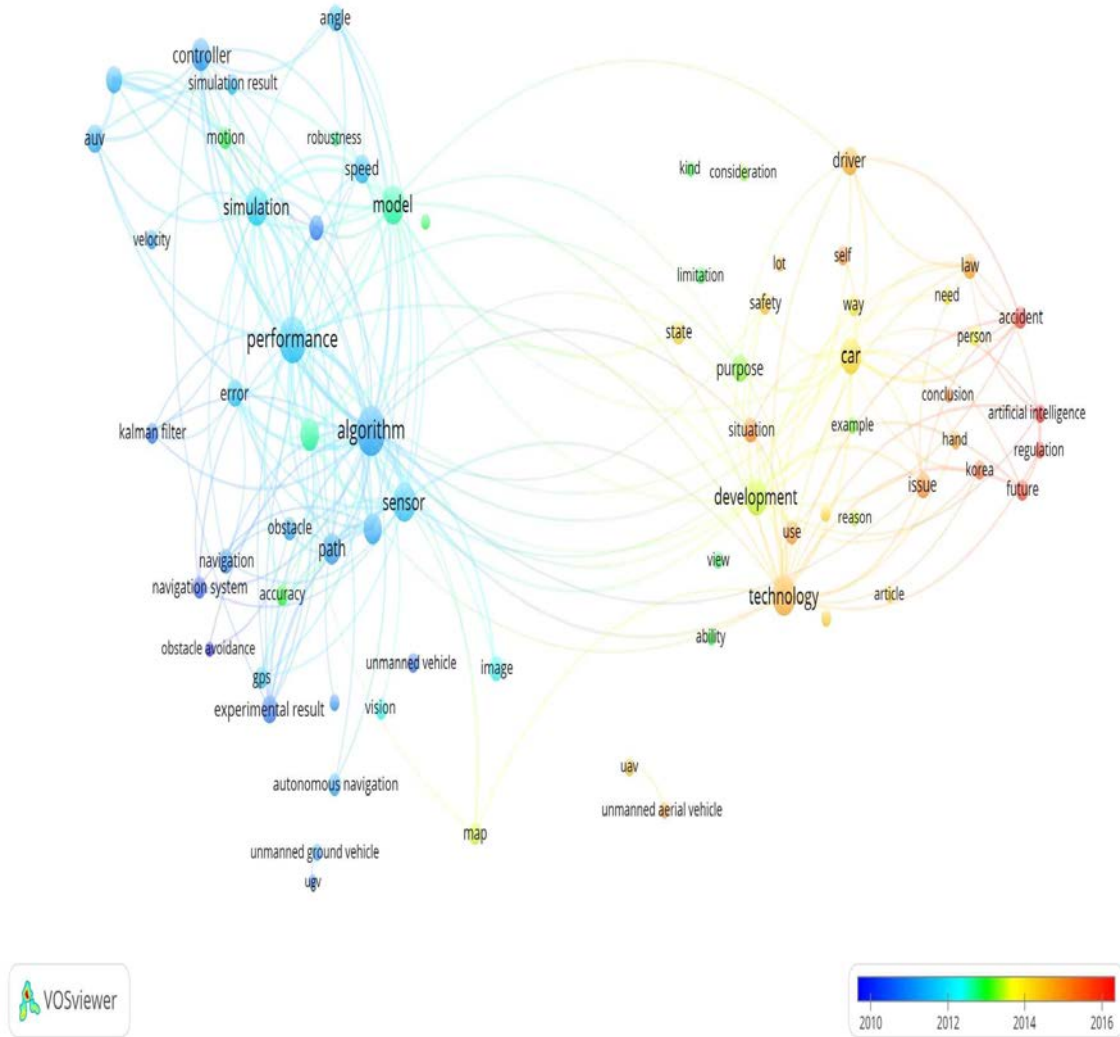 angle
controller
simulation result
auv
motion
robustness
speed
kind
consideration
driver
simulation
model
velocity
limitation
lot
self
law
safety
way
need
accident
performance
state
person
car
purpose
error
conclusion
artificial intelligence
kalman filter
algorithm
situation
example
hand
regulation
korea
issue
future
sensor
development
obstacle
path
use
reason
navigation
view
navigation system
accuracy
technology
article
obstacle avoidance
ability
gps
unmanned vehicle
image
experimental result
vision
uav
autonomous navigation
unmanned aerial vehicle
map
unmanned ground vehicle
ugv
VOSviewer
2010 2012 2014 2016